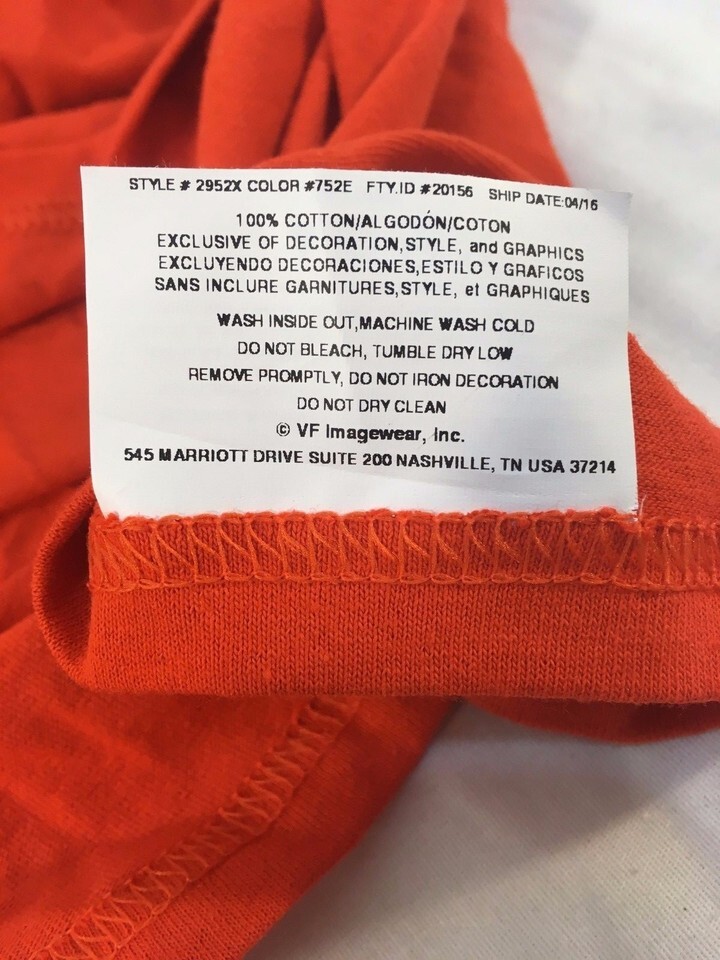 STYLE # 2952X COLOR #752E FTY.ID #20156 SHIP DATE:04/16
100% COTTON/ALGODÓN/COTON
EXCLUSIVE OF DECORATION,STYLE, and GRAPHICS
EXCLUYENDO DECORACIONES,ESTILO Y GRAFICOS
SANS INCLURE GARNITURES,STYLE, et GRAPHIQUES
WASH INSIDE OUT,MACHINE WASH COLD
DO NOT BLEACH, TUMBLE DRY LOW
REMOVE PROMPTLY, DO NOT IRON DECORATION
DO NOT DRY CLEAN
© VF Imagewear, Inc.
545 MARRIOTT DRIVE SUITE 200 NASHVILLE, TN USA 37214